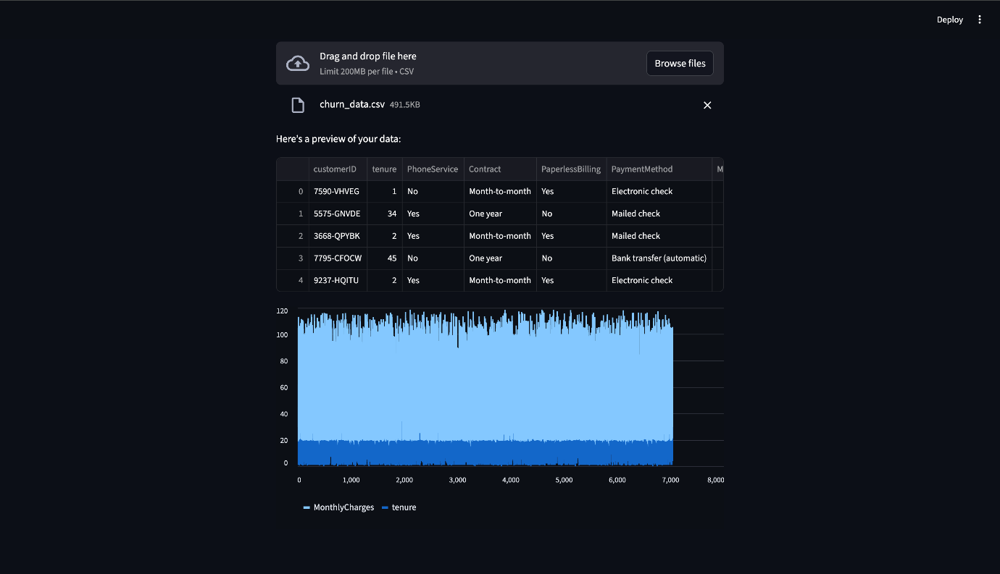 Deploy
Drag and drop file here
Limit 200MB per file • CSV
Browse files
churn_data.csv 491.5KB
Here's a preview of your data:
customerID tenure PhoneService Contract PaperlessBilling PaymentMethod M
0 7590-VHVEG 1 No Month-to-month Yes Electronic check
1 5575-GNVDE 34 Yes One year No Mailed check
2 3668-QPYBK 2 Yes Month-to-month Yes Mailed check
3 7795-CFOCW 45 No One year No Bank transfer (automatic)
4 9237-HQITU 2 Yes Month-to-month Yes Electronic check
120
100
80
60
40
20
0
0 1,000 2,000 3,000 4,000 5,000 6,000 7,000 8,000
MonthlyCharges tenure